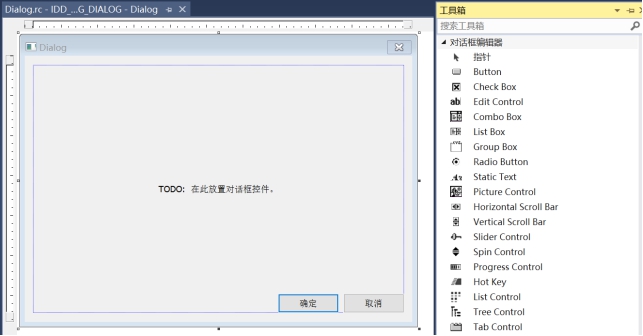 Dialog.rc - IDD_...G_DIALOG - Dialog
Dialog
TODO: 在此放置对话框控件。
确定
取消
工具箱
搜索工具箱
对话框编辑器
指针
Button
Check Box
Edit Control
Combo Box
List Box
Group Box
Radio Button
Static Text
Picture Control
Horizontal Scroll Bar
Vertical Scroll Bar
Slider Control
Spin Control
Progress Control
Hot Key
List Control
Tree Control
Tab Control